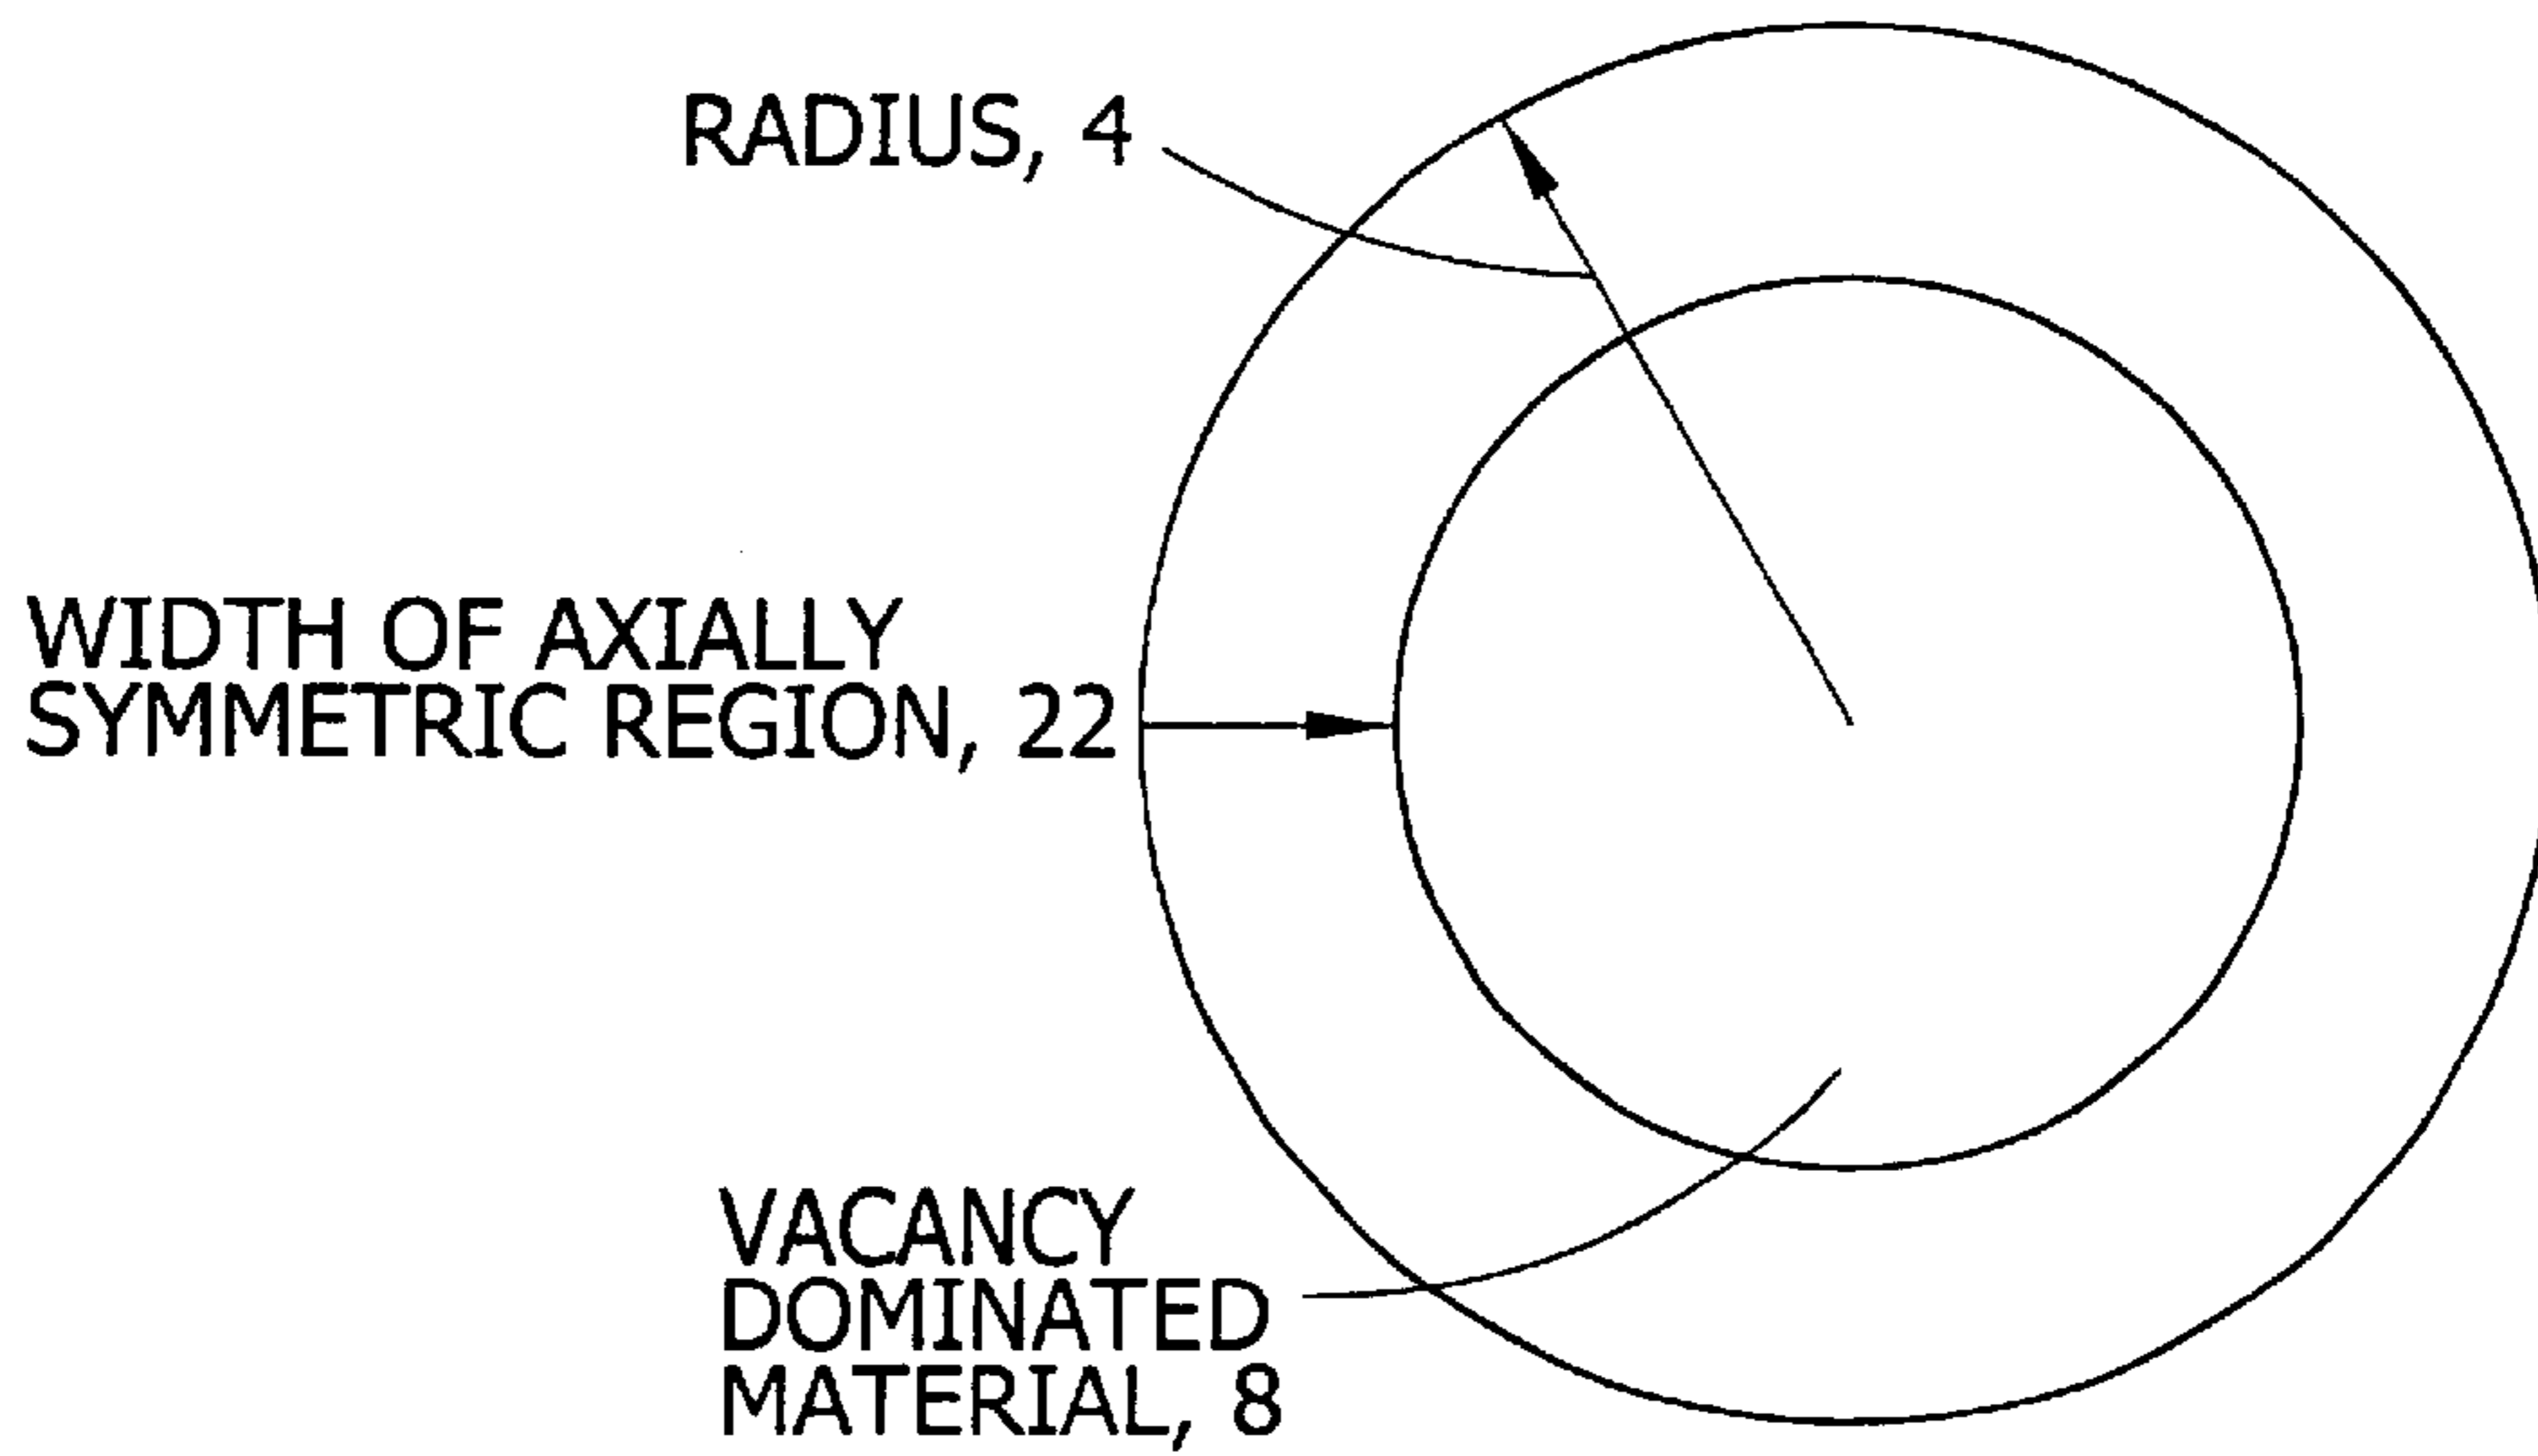 RADIUS, 4
WIDTH OF AXIALLY
SYMMETRIC REGION, 22
VACANCY
DOMINATED
MATERIAL, 8